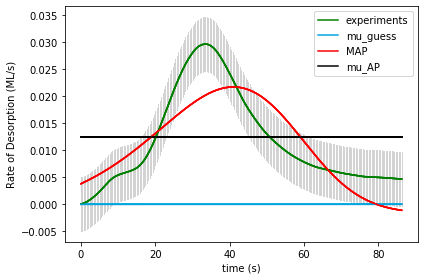 0.035
0.030
0.025
0.020
0.015
0.010
0.005
0.000
-0.005
Rate of Desorption (ML/s)
experiments
mu_guess
MAP
mu_AP
0 20 40 60 80
time (s)